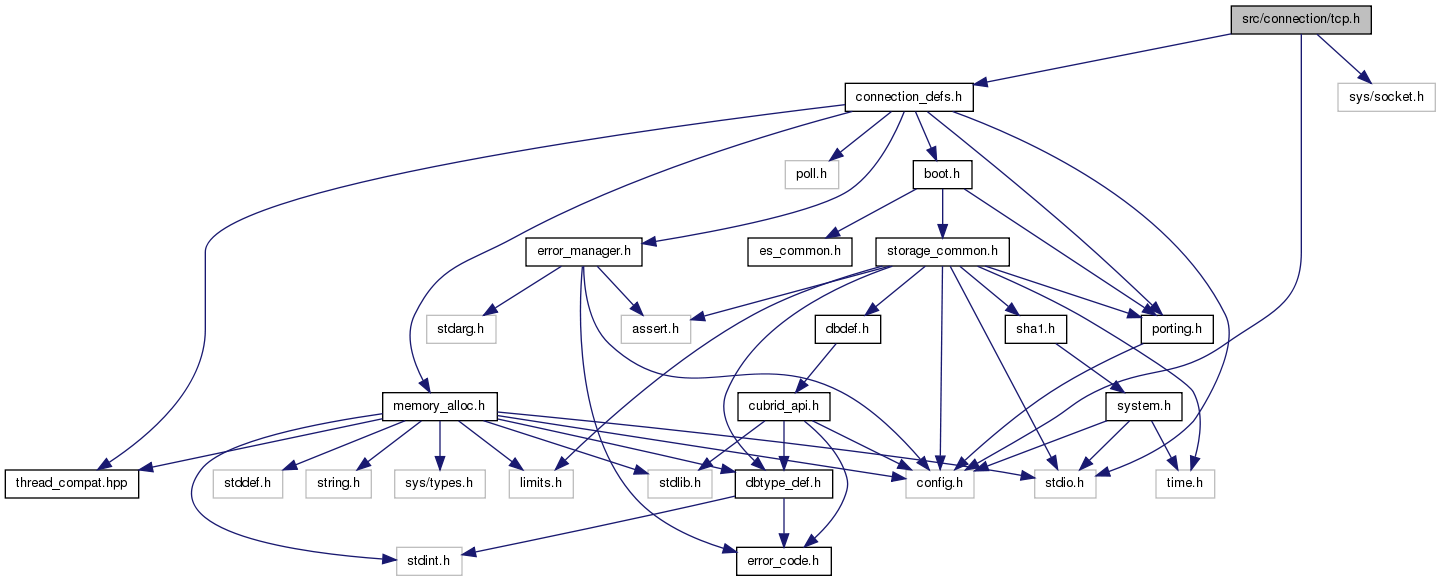 src/connection/tcp.h
connection_defs.h
sys/socket.h
poll.h
boot.h
error_manager.h
es_common.h
storage_common.h
stdarg.h
assert.h
dbdef.h
sha1.h
porting.h
memory_alloc.h
cubrid_api.h
system.h
thread_compat.hpp
stddef.h
string.h
sys/types.h
limits.h
stdlib.h
dbtype_def.h
config.h
stdio.h
time.h
stdint.h
error_code.h